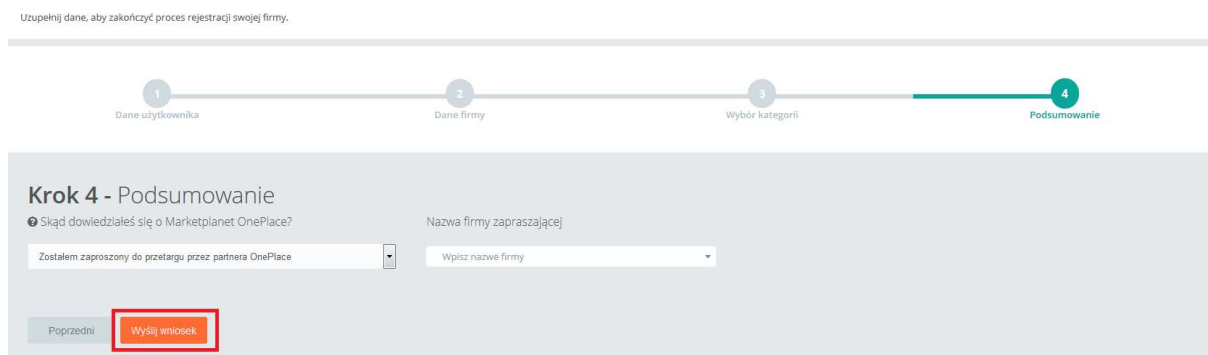 Uzupełnij dane, aby zakończyć proces rejestracji swojej firmy.
1
2
3
4
Dane użytkownika
Dane firmy
Wybór kategorii
Podsumowanie
Krok 4 - Podsumowanie
Skąd dowiedziałeś się o Marketplanet OnePlace?
Nazwa firmy zapraszającej
Zostałem zaproszony do przetargu przez partnera OnePlace
Wpisz nazwe firmy
Poprzedni
Wyślij wniosek